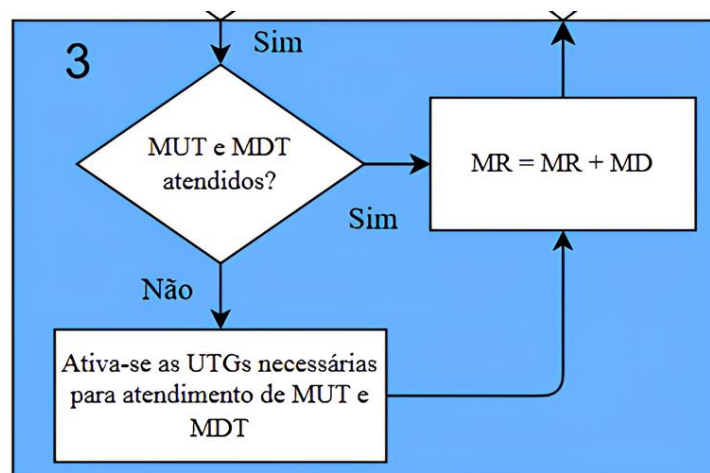 3
Sim
MUT e MDT
atendidos?
MR = MR + MD
Sim
Não
Ativa-se as UTGs necessárias
para atendimento de MUT e
MDT